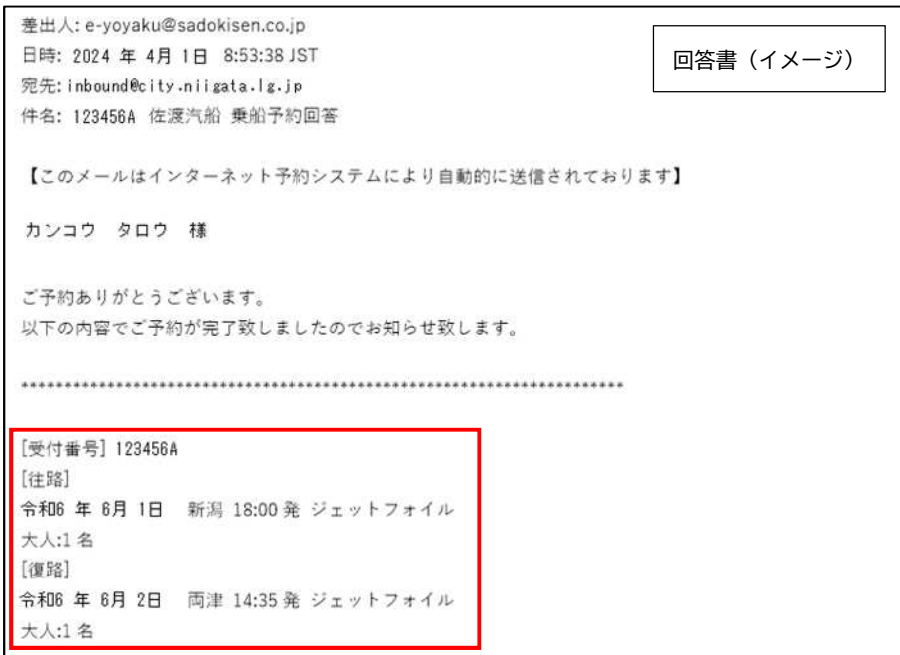 差出人: e-yoyaku@sadokisen.co.jp
日時: 2024 年 4月 1日 8:53:38 JST
回答書（イメージ）
宛先: inbound@city.niigata.lg.jp
件名: 123456A 佐渡汽船 乗船予約回答
【このメールはインターネット予約システムにより自動的に送信されております】
カンコウ タロウ 様
ご予約ありがとうございます。
以下の内容でご予約が完了致しましたのでお知らせ致します。
**********************************************************************
[受付番号] 123456A
[往路]
令和6 年 6月 1日 新潟 18:00 発 ジェットフォイル
大人:1 名
[復路]
令和6 年 6月 2日 両津 14:35 発 ジェットフォイル
大人:1 名